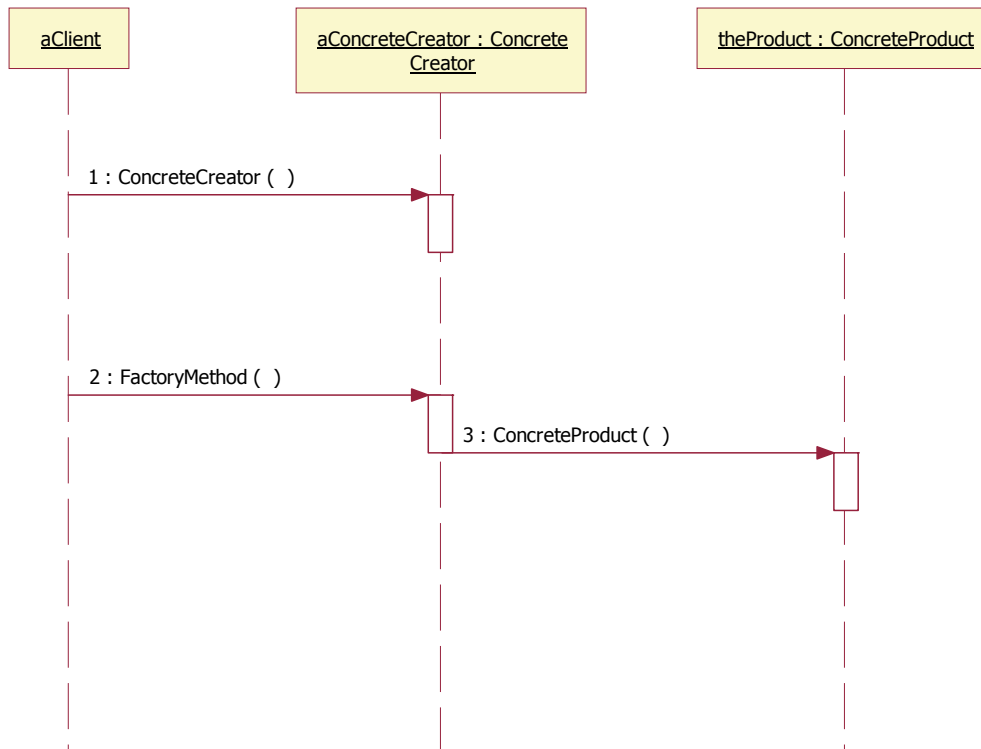 aClient
aConcreteCreator : Concrete
Creator
theProduct : ConcreteProduct
1 : ConcreteCreator (  )
2 : FactoryMethod (  )
3 : ConcreteProduct (  )